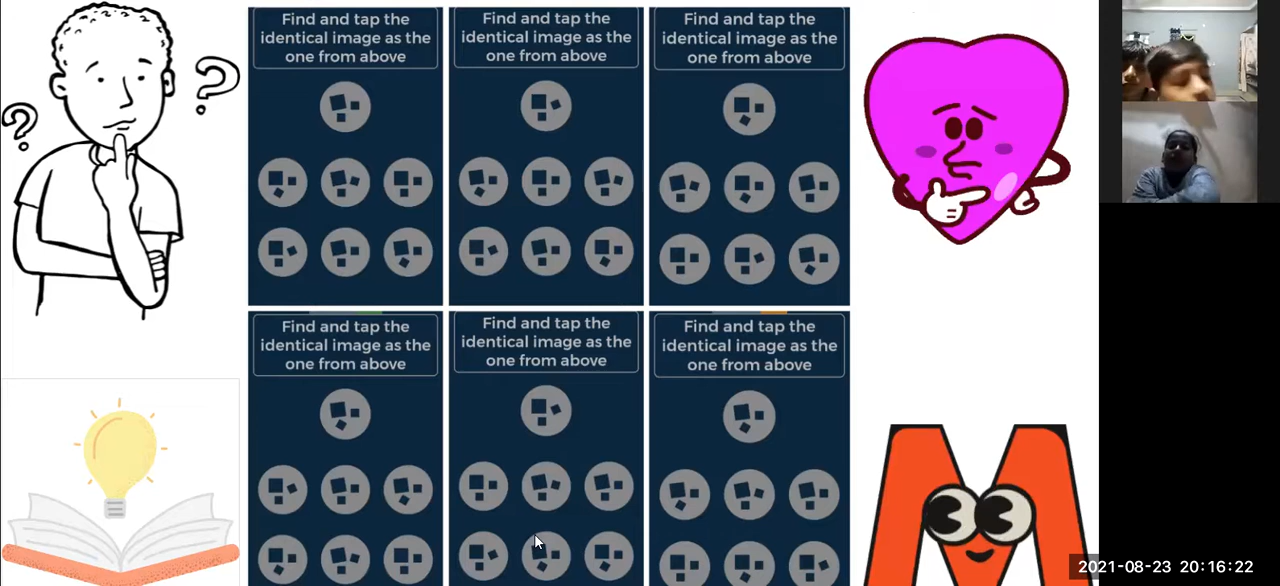 Find and tap the
identical image as the
one from above
Find and tap the
identical image as the
one from above
Find and tap the
identical image as the
one from above
? ?
Find and tap the
identical image as the
one from above
Find and tap the
identical image as the
one from above
Find and tap the
identical image as the
one from above
M
2021-08-23 20:16:22